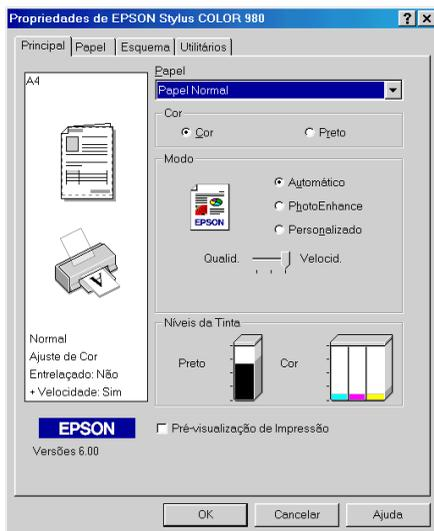 Propriedades de EPSON Stylus COLOR 980
Principal Papel Esquema Utilitários
A4
Normal
Ajuste de Cor
Entrelaçado: Não
+ Velocidade: Sim
EPSON
Versões 6.00
Papel
Papel Normal
Cor
Cor Preto
Modo
EPSON
Automático
PhotoEnhance
Personalizado
Qualid. Velocid.
Níveis da Tinta
Preto Cor
Pré-visualização de Impressão
OK Cancelar Ajuda